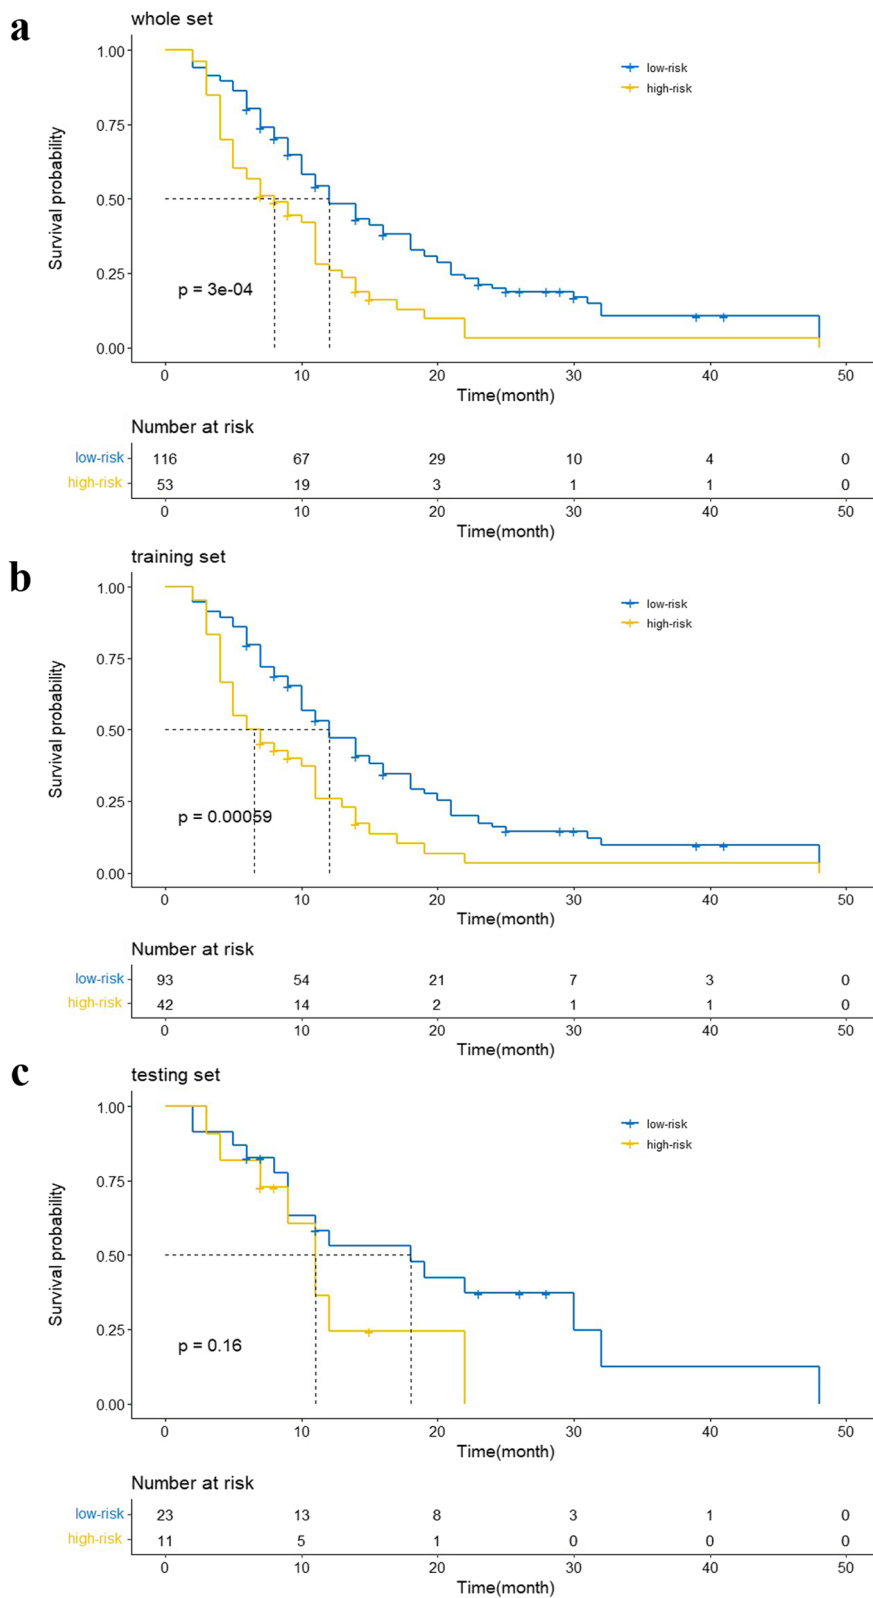 a
whole set
1.00
0.75
0.50
0.25
0.00
Survival probability
low-risk
high-risk
p = 3e-04
0 10 20 30 40 50
Time(month)
Number at risk
low-risk 116 67 29 10 4 0
high-risk 53 19 3 1 1 0
0 10 20 30 40 50
Time(month)
b
training set
1.00
0.75
0.50
0.25
0.00
Survival probability
low-risk
high-risk
p = 0.00059
0 10 20 30 40 50
Time(month)
Number at risk
low-risk 93 54 21 7 3 0
high-risk 42 14 2 1 1 0
0 10 20 30 40 50
Time(month)
c
testing set
1.00
0.75
0.50
0.25
0.00
Survival probability
low-risk
high-risk
p = 0.16
0 10 20 30 40 50
Time(month)
Number at risk
low-risk 23 13 8 3 1 0
high-risk 11 5 1 0 0 0
0 10 20 30 40 50
Time(month)